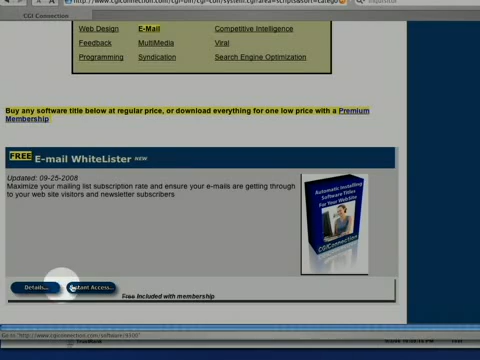 CGI Connection
Web Design E-Mail Competitive Intelligence
Feedback MultiMedia Viral
Programming Syndication Search Engine Optimization
Buy any software title below at regular price, or download everything for one low price with a Premium
Membership
FREE E-mail WhiteLister NEW
Updated: 09-25-2008
Maximize your mailing list subscription rate and ensure your e-mails are getting through
to your web site visitors and newsletter subscribers
Automatic Installing
Software Titles
For Your WebSite
CGIConnection
Details... Instant Access...
Free Included with membership